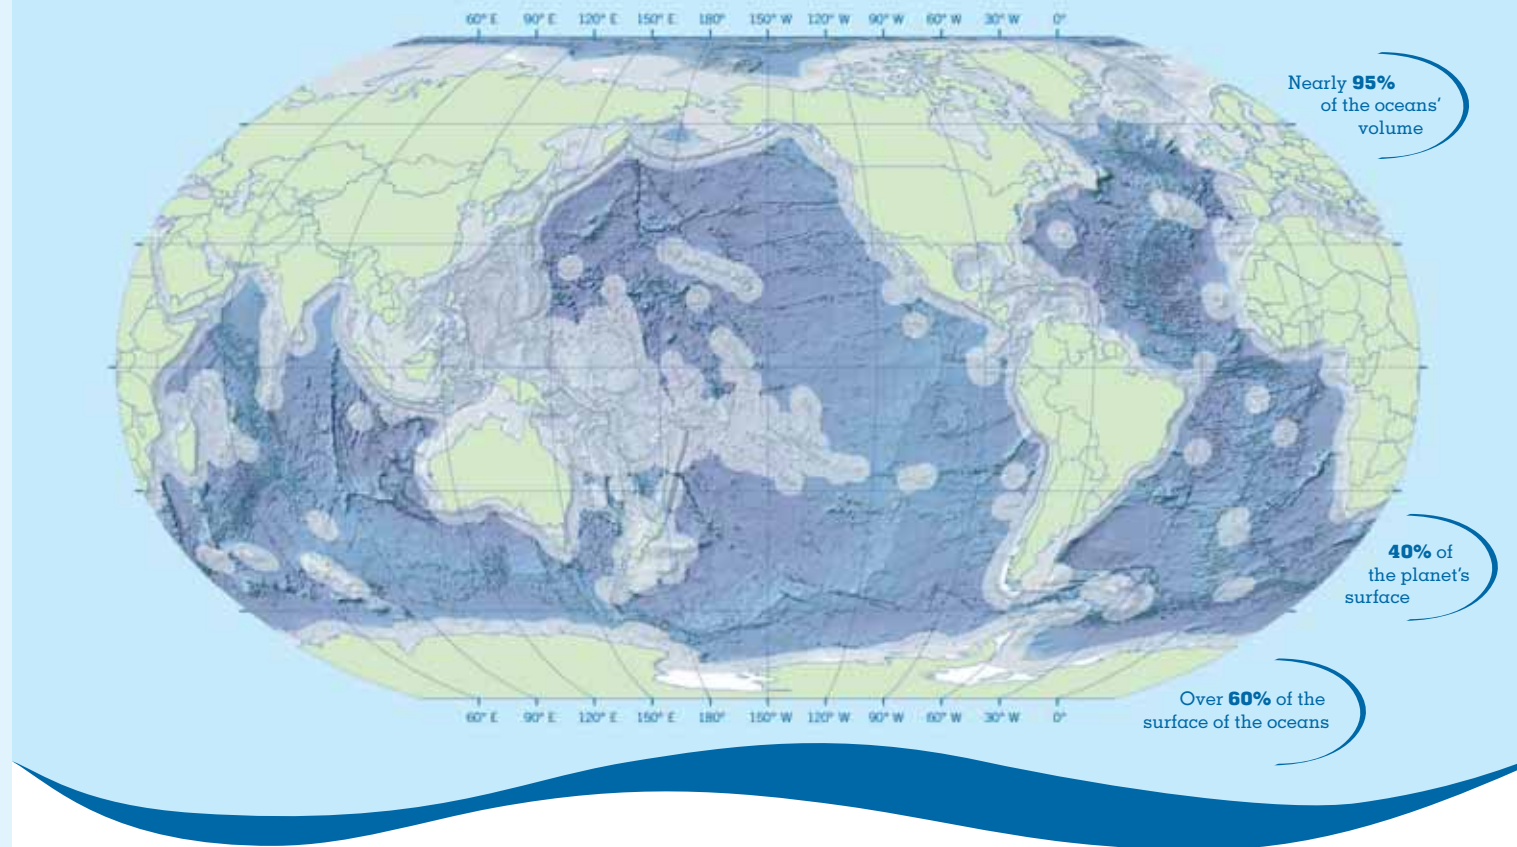 60° E 90° E 120° E 150° E 180° 150° W 120° W 90° W 60° W 30° W 0°
Nearly 95%
of the oceans’
volume
40% of
the planet’s
surface
Over 60% of the
surface of the oceans
60° E 90° E 120° E 150° E 180° 150° W 120° W 90° W 60° W 30° W 0°